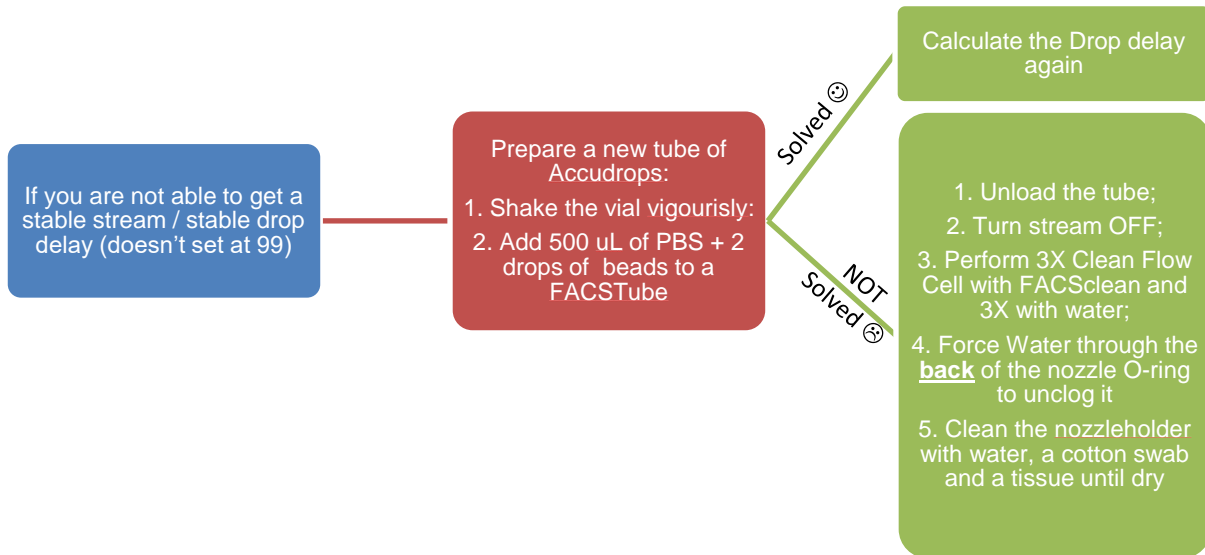 If you are not able to get a
stable stream / stable drop
delay (doesn't set at 99)
Prepare a new tube of
Accudrops:
1. Shake the vial vigourisly:
2. Add 500 uL of PBS + 2
drops of beads to a
FACSTube
Solved ☺
Calculate the Drop delay
again
NOT
Solved ☹
1. Unload the tube;
2. Turn stream OFF;
3. Perform 3X Clean Flow
Cell with FACSclean and
3X with water;
4. Force Water through the
back of the nozzle O-ring
to unclog it
5. Clean the nozzleholder
with water, a cotton swab
and a tissue until dry